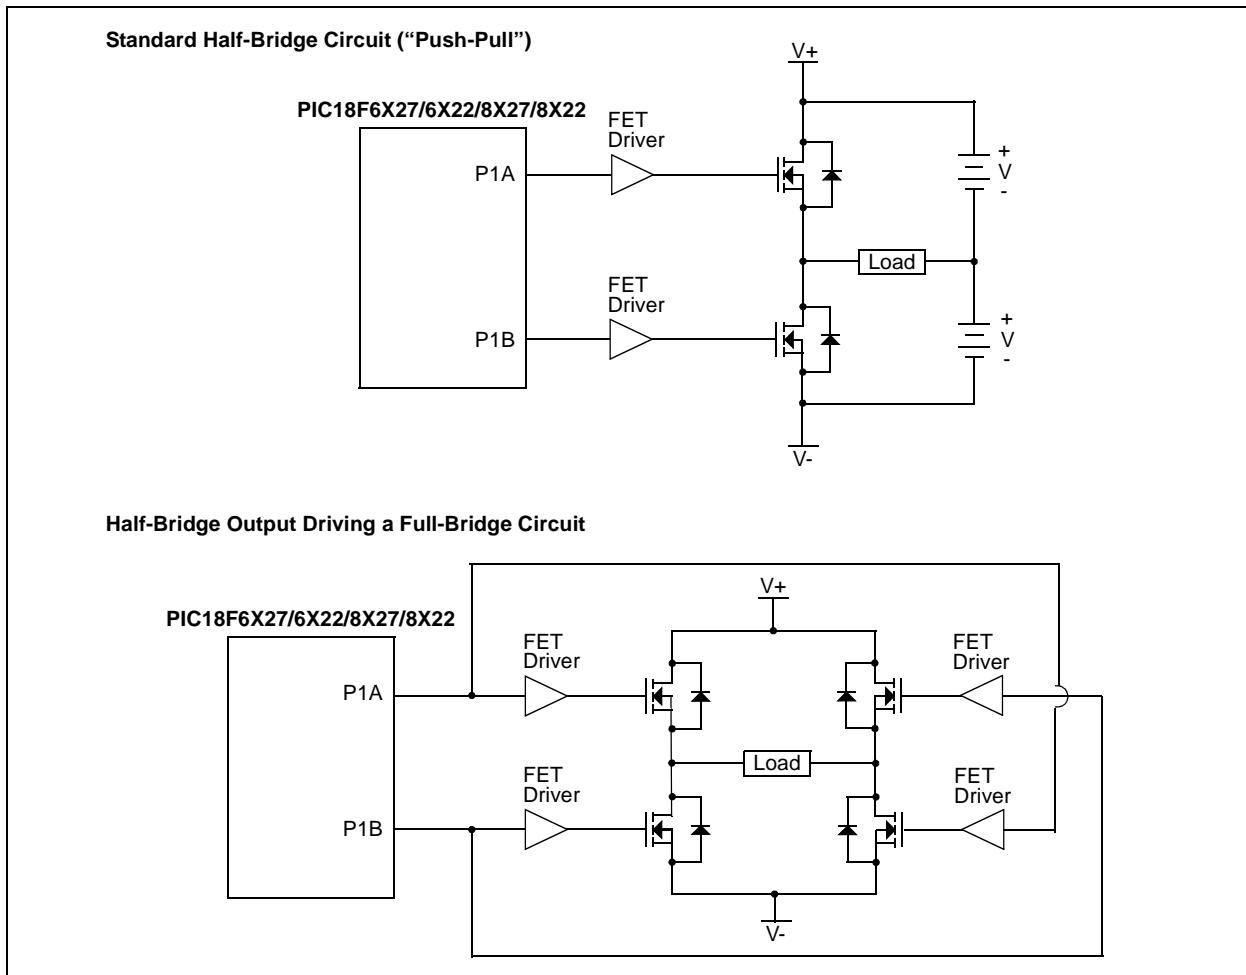 Standard Half-Bridge Circuit (“Push-Pull”)
V+
PIC18F6X27/6X22/8X27/8X22
FET
Driver
P1A
+
V
-
Load
FET
Driver
P1B
+
V
-
V-
Half-Bridge Output Driving a Full-Bridge Circuit
V+
PIC18F6X27/6X22/8X27/8X22
FET
Driver
FET
Driver
P1A
Load
FET
Driver
FET
Driver
P1B
V-